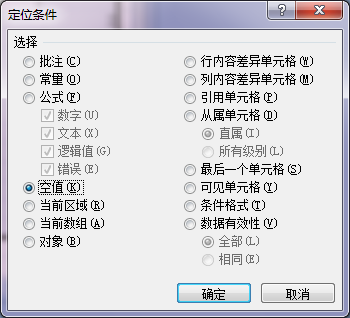 定位条件
选择
批注(C)
常量(O)
公式(F)
数字(U)
文本(X)
逻辑值(G)
错误(E)
空值(K)
当前区域(R)
当前数组(A)
对象(B)
行内容差异单元格(W)
列内容差异单元格(M)
引用单元格(P)
从属单元格(D)
直属(I)
所有级别(L)
最后一个单元格(S)
可见单元格(Y)
条件格式(T)
数据有效性(V)
全部(L)
相同(E)
确定
取消